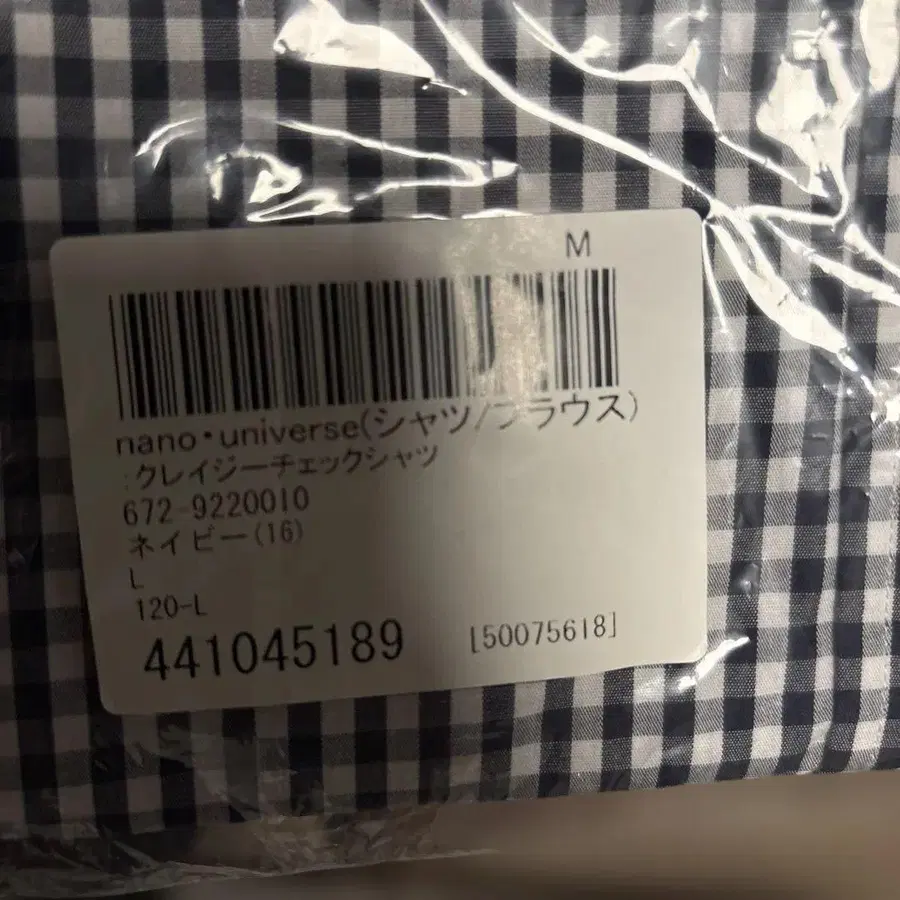 M
nano・universe(シャツ/ブラウス)
:クレイジーチェックシャツ
672-9220010
ネイビー(16)
L
120-L
441045189 [50075618]